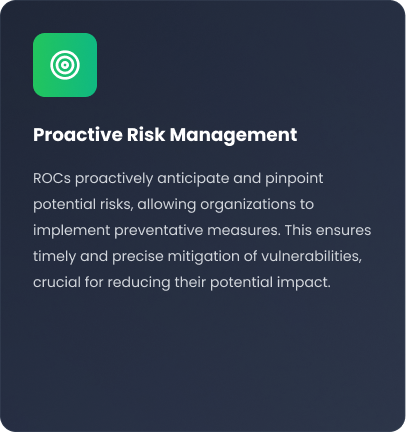 Proactive Risk Management
ROCs proactively anticipate and pinpoint
potential risks, allowing organizations to
implement preventative measures. This ensures
timely and precise mitigation of vulnerabilities,
crucial for reducing their potential impact.